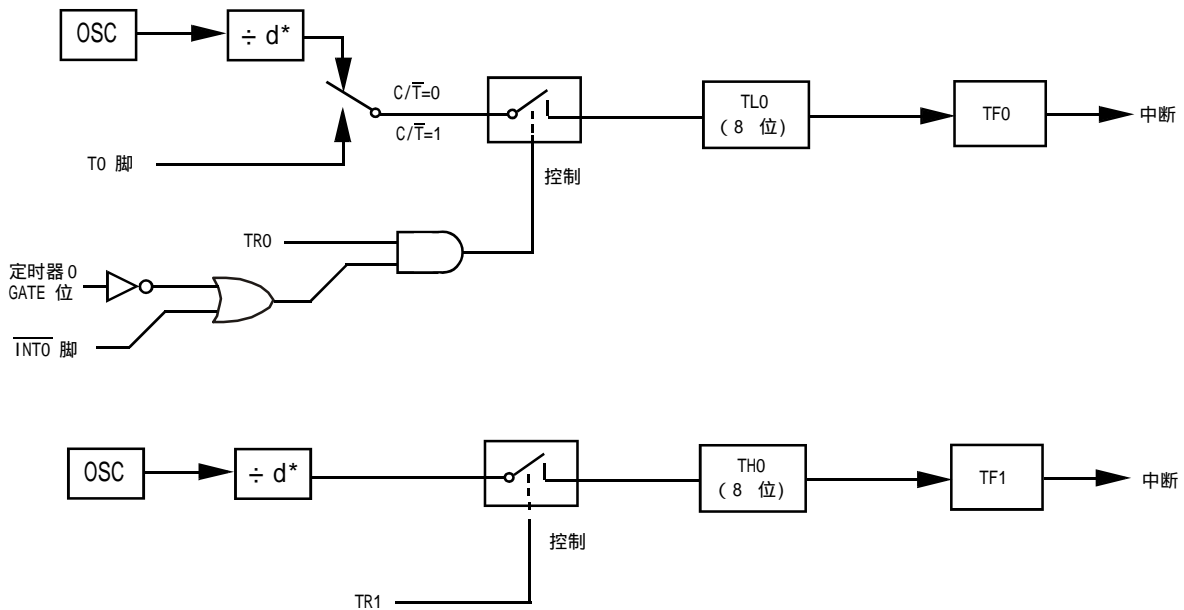 OSC
÷ d*
C/T̅=0
C/T̅=1
T0 脚
控制
TL0
(8 位)
TF0
中断
TR0
定时器0
GATE 位
I̅N̅T̅0̅ 脚
OSC
÷ d*
控制
TH0
(8 位)
TF1
中断
TR1